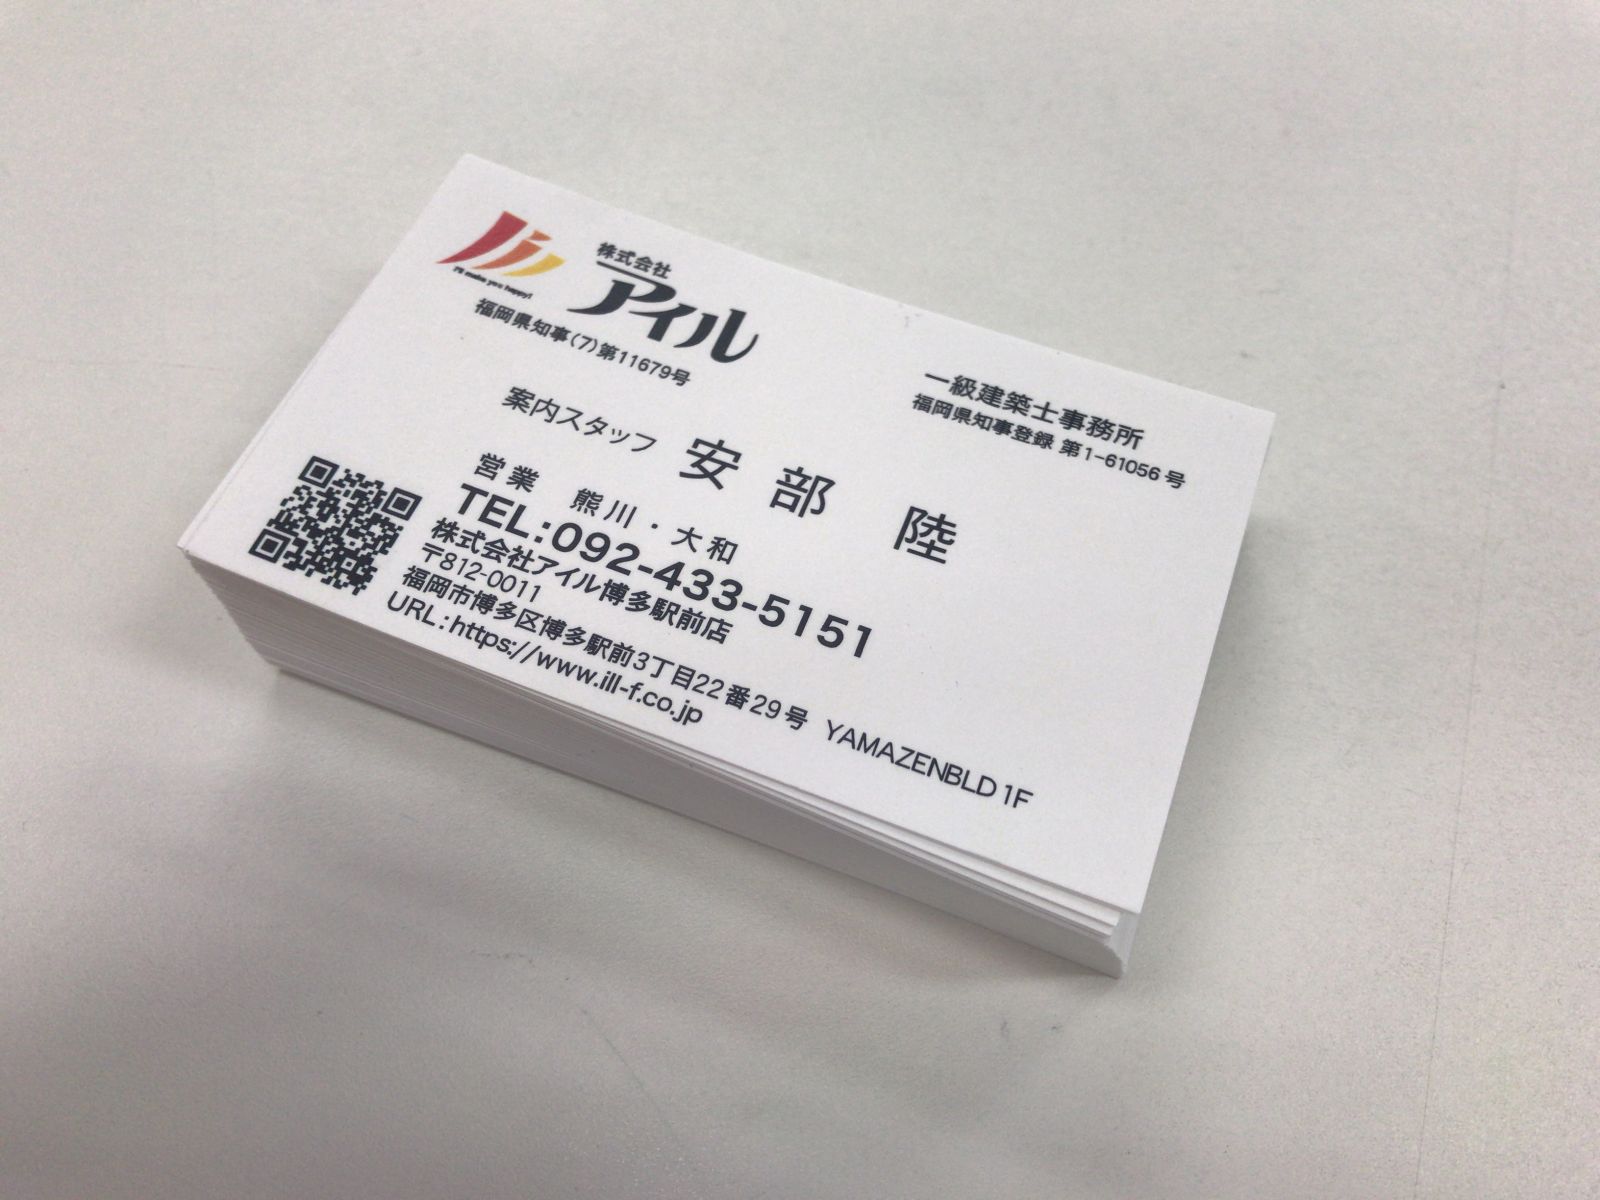 I'll make you happy!
株式会社
アイル
福岡県知事(7)第11679号
一級建築士事務所
福岡県知事登録 第1-61056号
案内スタッフ 安部 陸
営業 熊川・大和
TEL:092-433-5151
株式会社アイル博多駅前店
〒812-0011
福岡市博多区博多駅前3丁目22番29号 YAMAZENBLD 1F
URL:https://www.ill-f.co.jp